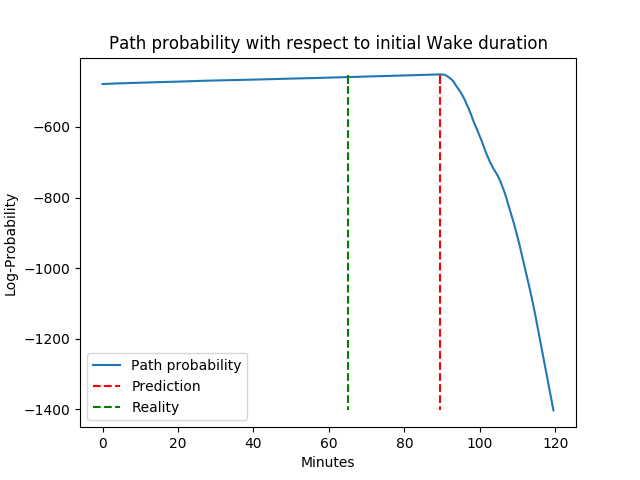 Path probability with respect to initial Wake duration
Log-Probability
−600
−800
−1000
−1200
−1400
Path probability
Prediction
Reality
0 20 40 60 80 100 120
Minutes